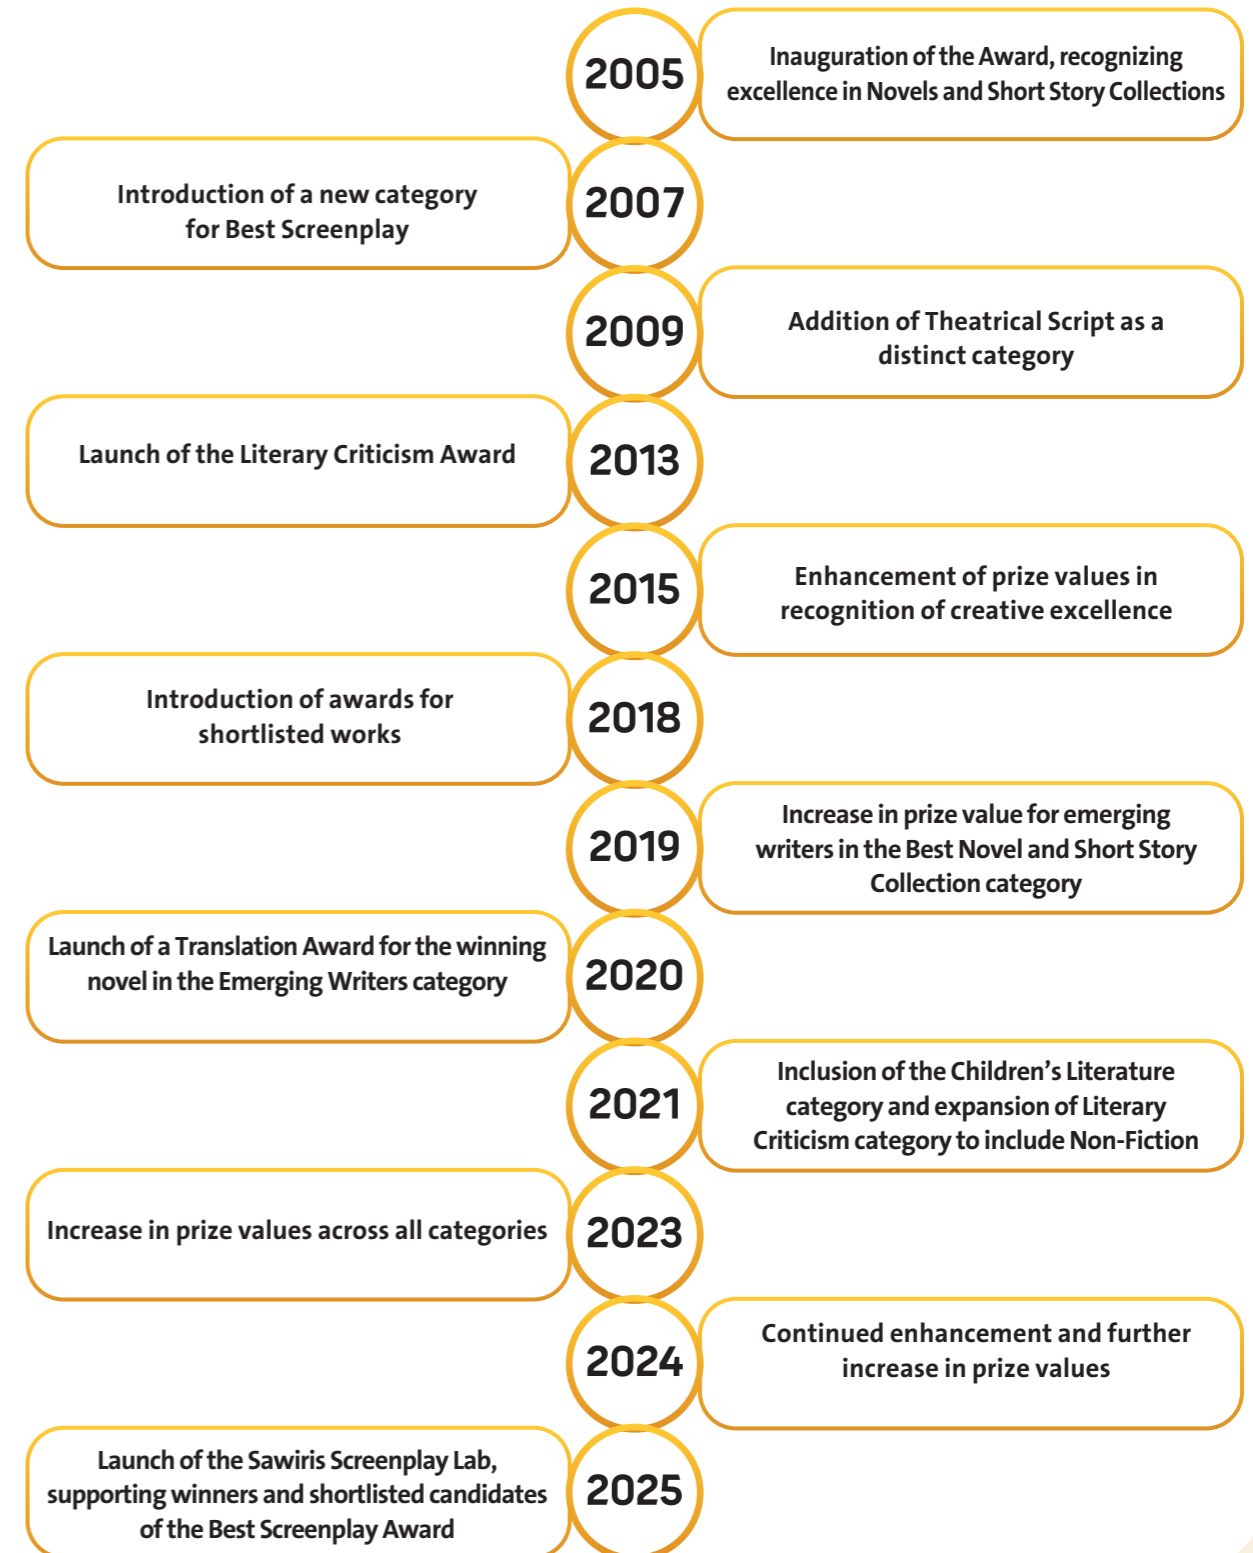 2005
Inauguration of the Award, recognizing
excellence in Novels and Short Story Collections
2007
Introduction of a new category
for Best Screenplay
2009
Addition of Theatrical Script as a
distinct category
2013
Launch of the Literary Criticism Award
2015
Enhancement of prize values in
recognition of creative excellence
2018
Introduction of awards for
shortlisted works
2019
Increase in prize value for emerging
writers in the Best Novel and Short Story
Collection category
2020
Launch of a Translation Award for the winning
novel in the Emerging Writers category
2021
Inclusion of the Children’s Literature
category and expansion of Literary
Criticism category to include Non-Fiction
2023
Increase in prize values across all categories
2024
Continued enhancement and further
increase in prize values
2025
Launch of the Sawiris Screenplay Lab,
supporting winners and shortlisted candidates
of the Best Screenplay Award